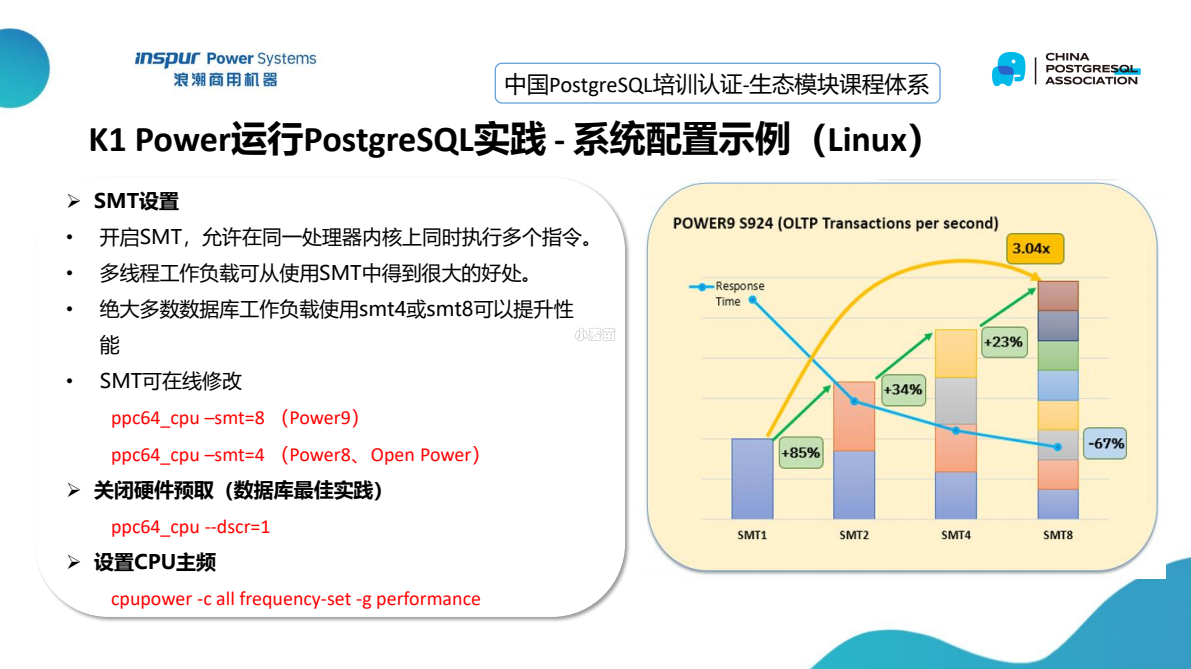 inspur Power Systems
浪潮商用机器
中国PostgreSQL培训认证-生态模块课程体系
CHINA
POSTGRESQL
ASSOCIATION
K1 Power运行PostgreSQL实践 - 系统配置示例（Linux）
➢ SMT设置
• 开启SMT，允许在同一处理器内核上同时执行多个指令。
• 多线程工作负载可从使用SMT中得到很大的好处。
• 绝大多数数据库工作负载使用smt4或smt8可以提升性
能
• SMT可在线修改
ppc64_cpu –smt=8 （Power9）
ppc64_cpu –smt=4 （Power8、Open Power）
➢ 关闭硬件预取（数据库最佳实践）
ppc64_cpu --dscr=1
➢ 设置CPU主频
cpupower -c all frequency-set -g performance
小麦苗
POWER9 S924 (OLTP Transactions per second)
3.04x
Response
Time
+23%
+34%
+85%
-67%
SMT1 SMT2 SMT4 SMT8